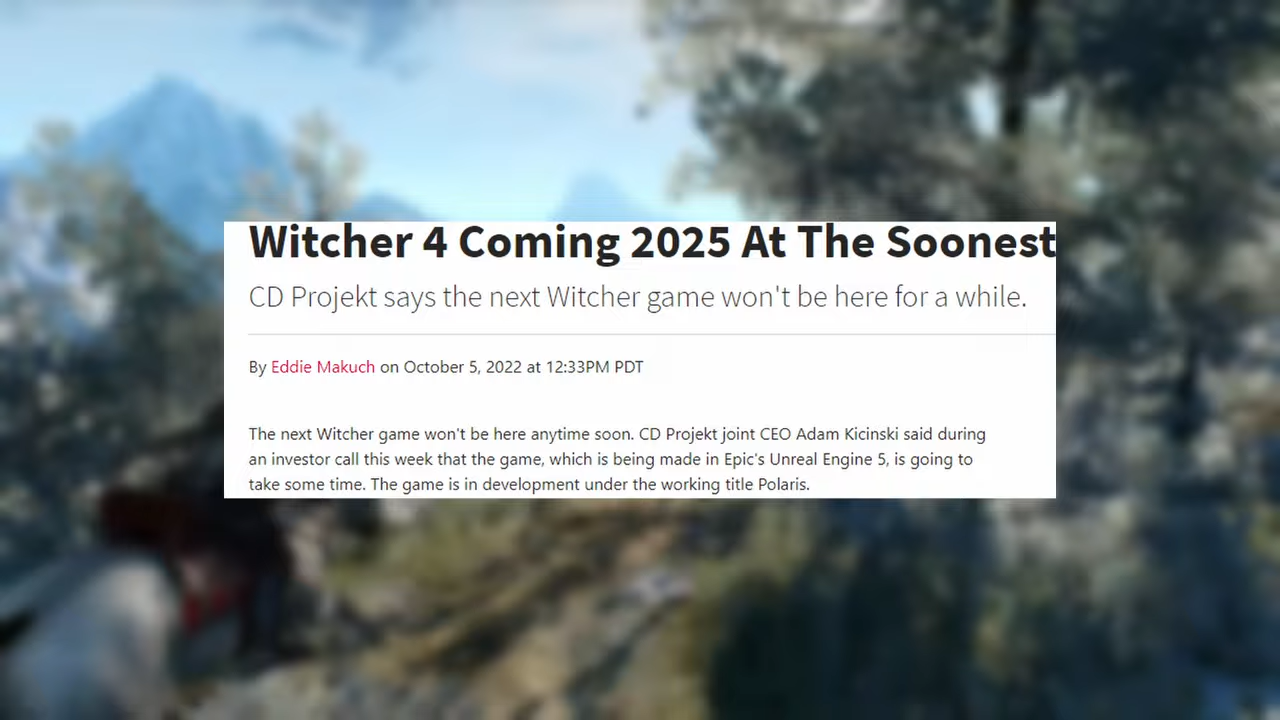 Witcher 4 Coming 2025 At The Soonest
CD Projekt says the next Witcher game won't be here for a while.
By Eddie Makuch on October 5, 2022 at 12:33PM PDT
The next Witcher game won't be here anytime soon. CD Projekt joint CEO Adam Kicinski said during
an investor call this week that the game, which is being made in Epic's Unreal Engine 5, is going to
take some time. The game is in development under the working title Polaris.